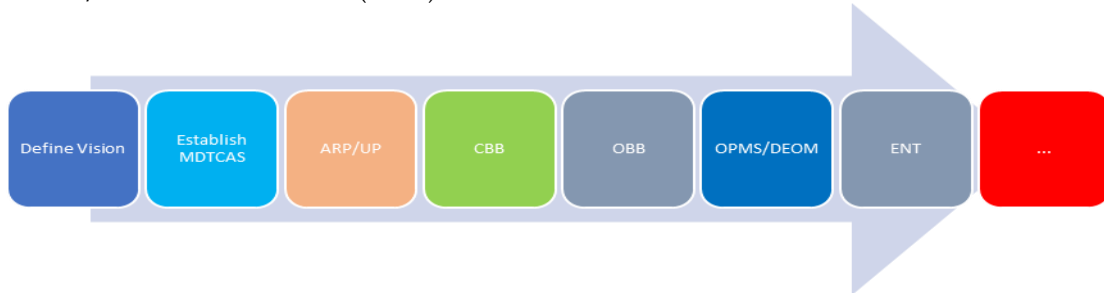 Define Vision
Establish
MDTCAS
ARP/UP
CBB
OBB
OPMS/DEOM
ENT
...